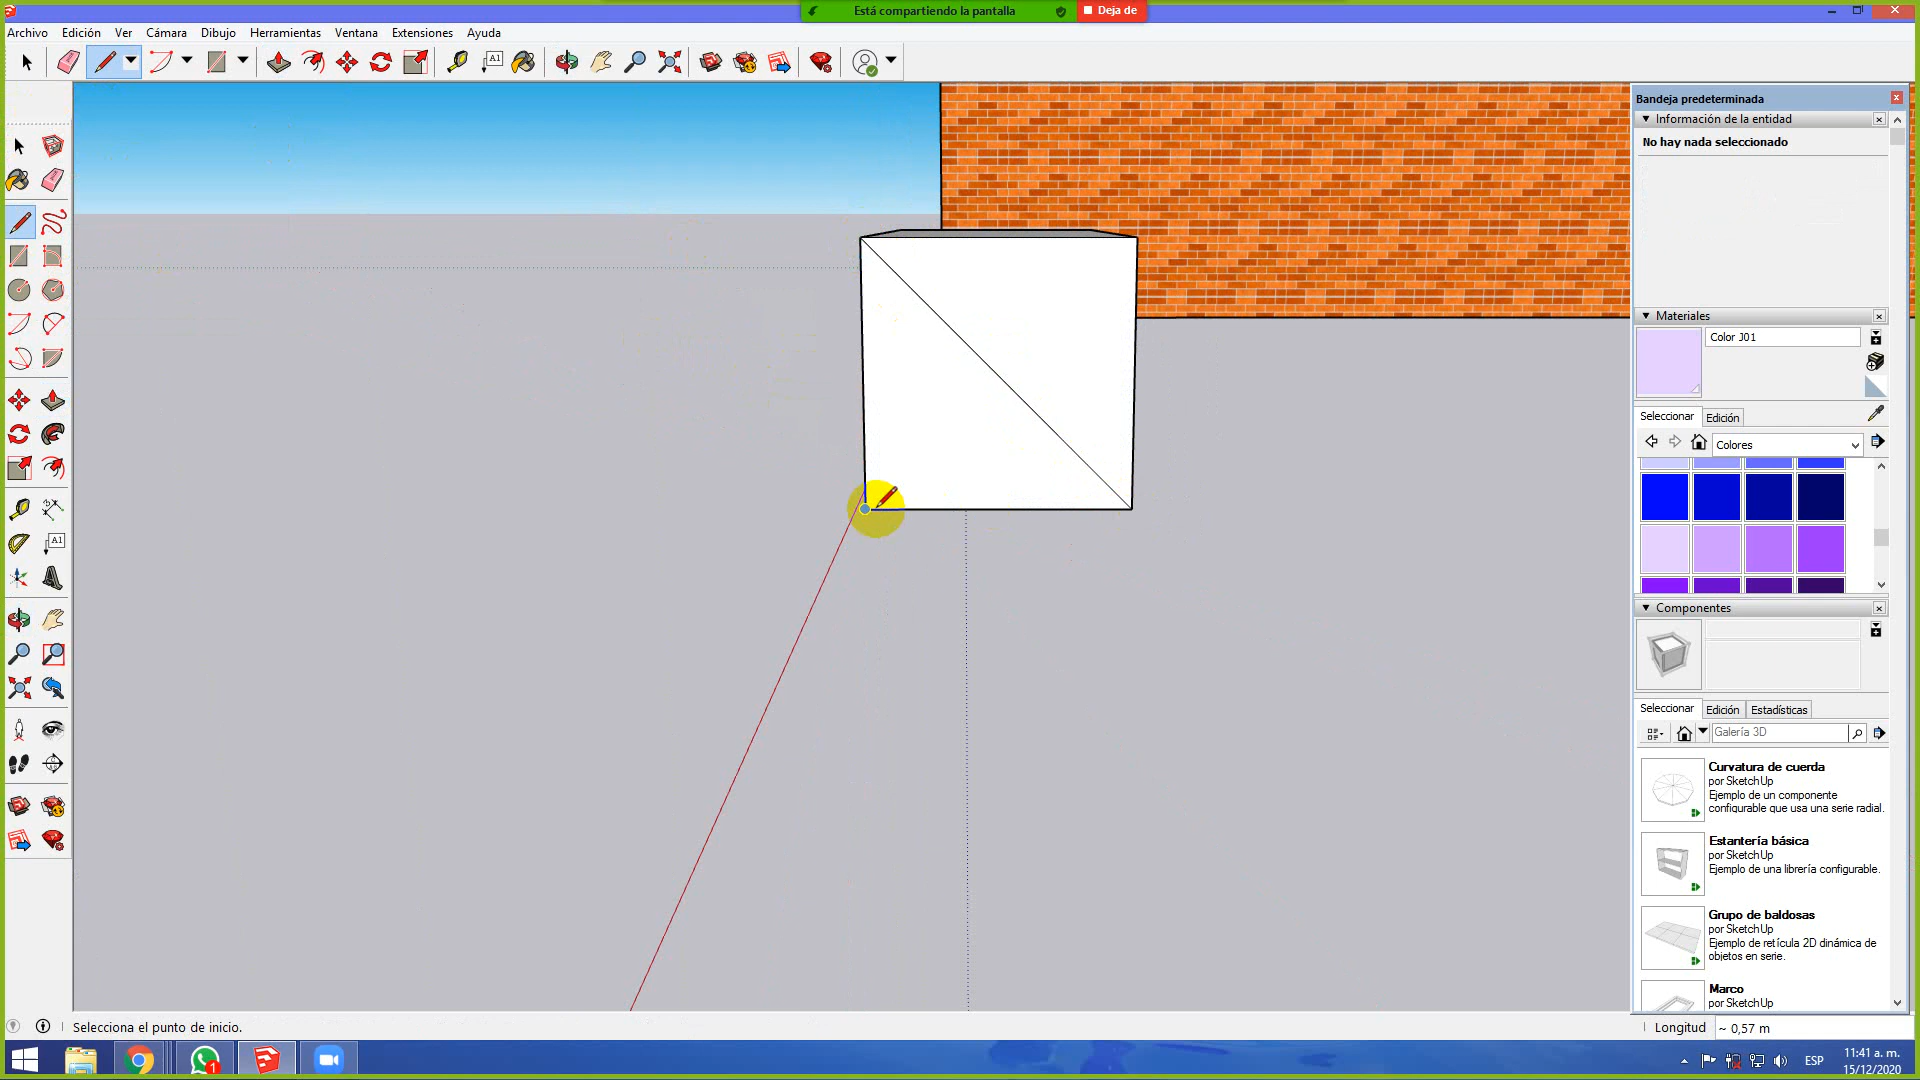 Está compartiendo la pantalla
Deja de
Archivo Edición Ver Cámara Dibujo Herramientas Ventana Extensiones Ayuda
A1
Bandeja predeterminada
Información de la entidad
No hay nada seleccionado
Materiales
Color J01
Seleccionar Edición
Colores
A1
Componentes
Seleccionar Edición Estadísticas
Galería 3D
Curvatura de cuerda
por SketchUp
Ejemplo de un componente
configurable que usa una serie radial.
Estantería básica
por SketchUp
Ejemplo de una librería configurable.
Grupo de baldosas
por SketchUp
Ejemplo de retícula 2D dinámica de
objetos en serie.
Marco
por SketchUp
Selecciona el punto de inicio.
Longitud ~ 0,57 m
1
ESP
11:41 a. m.
15/12/2020